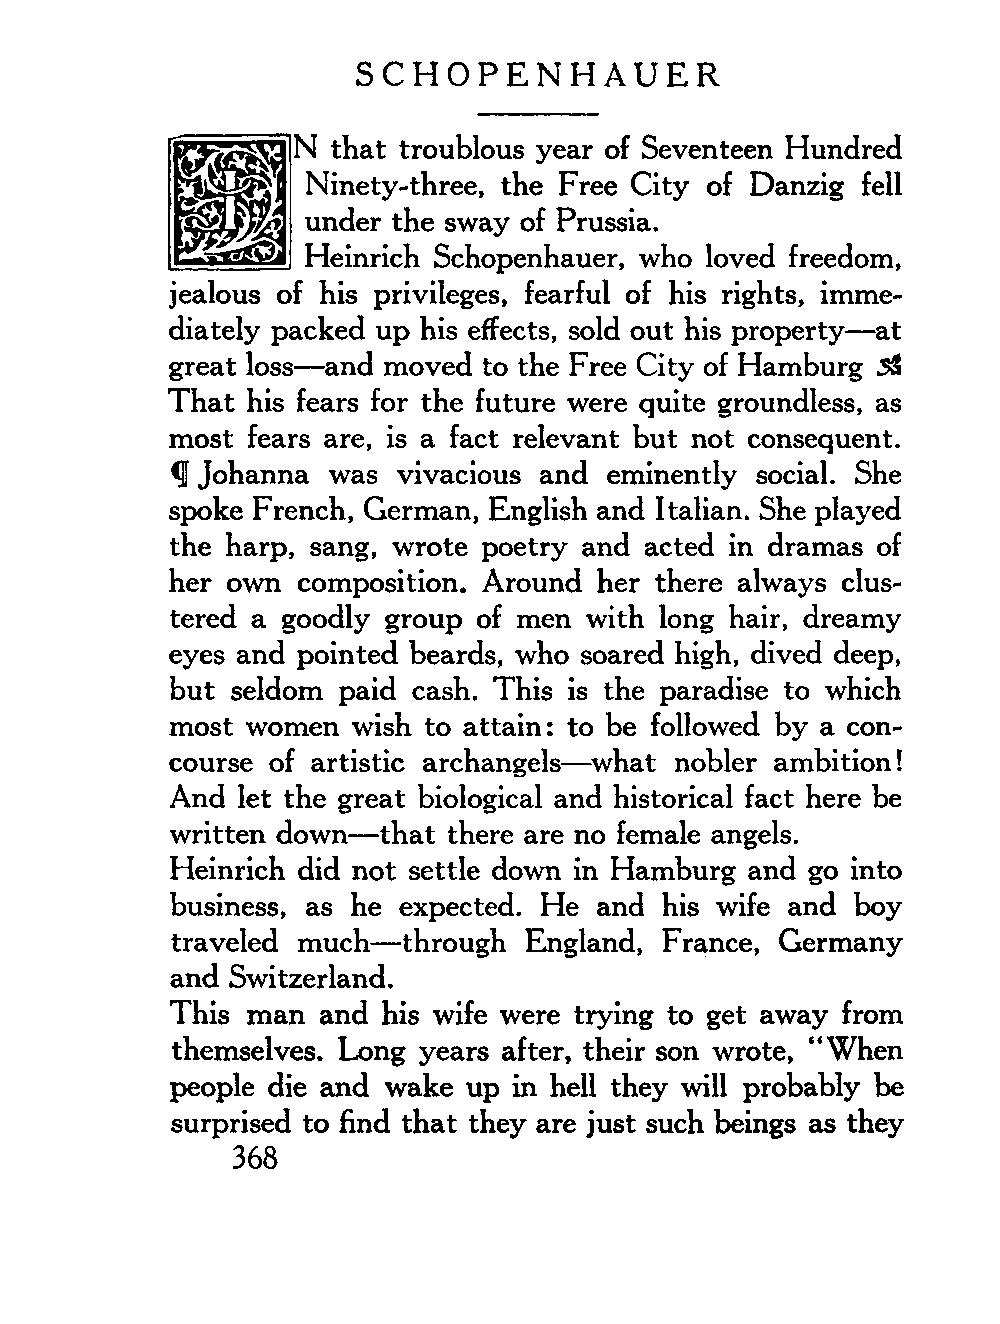 SCHOPENHAUER
IN that troublous year of Seventeen Hundred
Ninety-three, the Free City of Danzig fell
under the sway of Prussia.
Heinrich Schopenhauer, who loved freedom,
jealous of his privileges, fearful of his rights, imme-
diately packed up his effects, sold out his property—at
great loss—and moved to the Free City of Hamburg
That his fears for the future were quite groundless, as
most fears are, is a fact relevant but not consequent.
¶ Johanna was vivacious and eminently social. She
spoke French, German, English and Italian. She played
the harp, sang, wrote poetry and acted in dramas of
her own composition. Around her there always clus-
tered a goodly group of men with long hair, dreamy
eyes and pointed beards, who soared high, dived deep,
but seldom paid cash. This is the paradise to which
most women wish to attain: to be followed by a con-
course of artistic archangels—what nobler ambition!
And let the great biological and historical fact here be
written down—that there are no female angels.
Heinrich did not settle down in Hamburg and go into
business, as he expected. He and his wife and boy
traveled much—through England, France, Germany
and Switzerland.
This man and his wife were trying to get away from
themselves. Long years after, their son wrote, “When
people die and wake up in hell they will probably be
surprised to find that they are just such beings as they
368